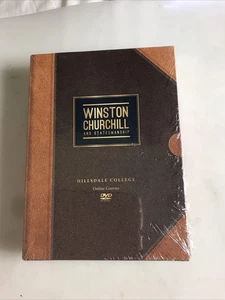 WINSTON
CHURCHILL
AND STATESMANSHIP
HILLSDALE COLLEGE
Online Courses
DVD